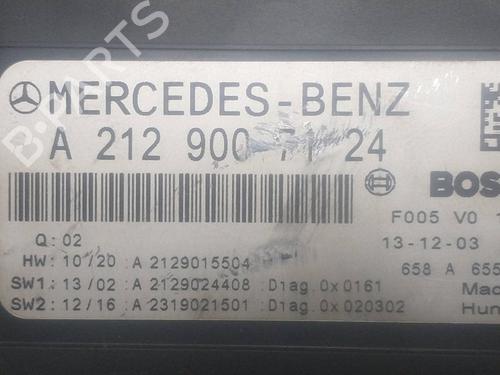 MERCEDES-BENZ
A 212 900 71 24
BOS
F005 V0
Q: 02
13-12-03
HW: 10/20 :A 2129015504
658 A 655
SW1: 13/02 :A 2129024408 :Diag.0x0161
Mad
SW2: 12/16 :A 2319021501 :Diag.0x020302
Hun
B-PARTS